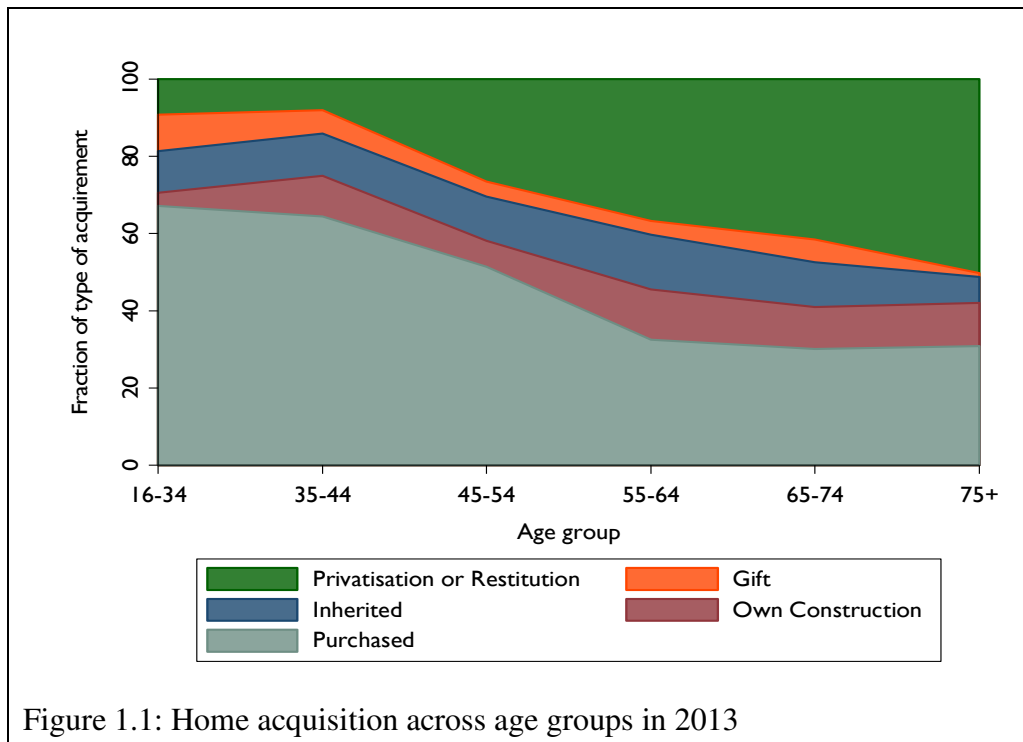 100
80
60
40
20
0
Fraction of type of acquirement
16-34 35-44 45-54 55-64 65-74 75+
Age group
Privatisation or Restitution Gift
Inherited Own Construction
Purchased
Figure 1.1: Home acquisition across age groups in 2013